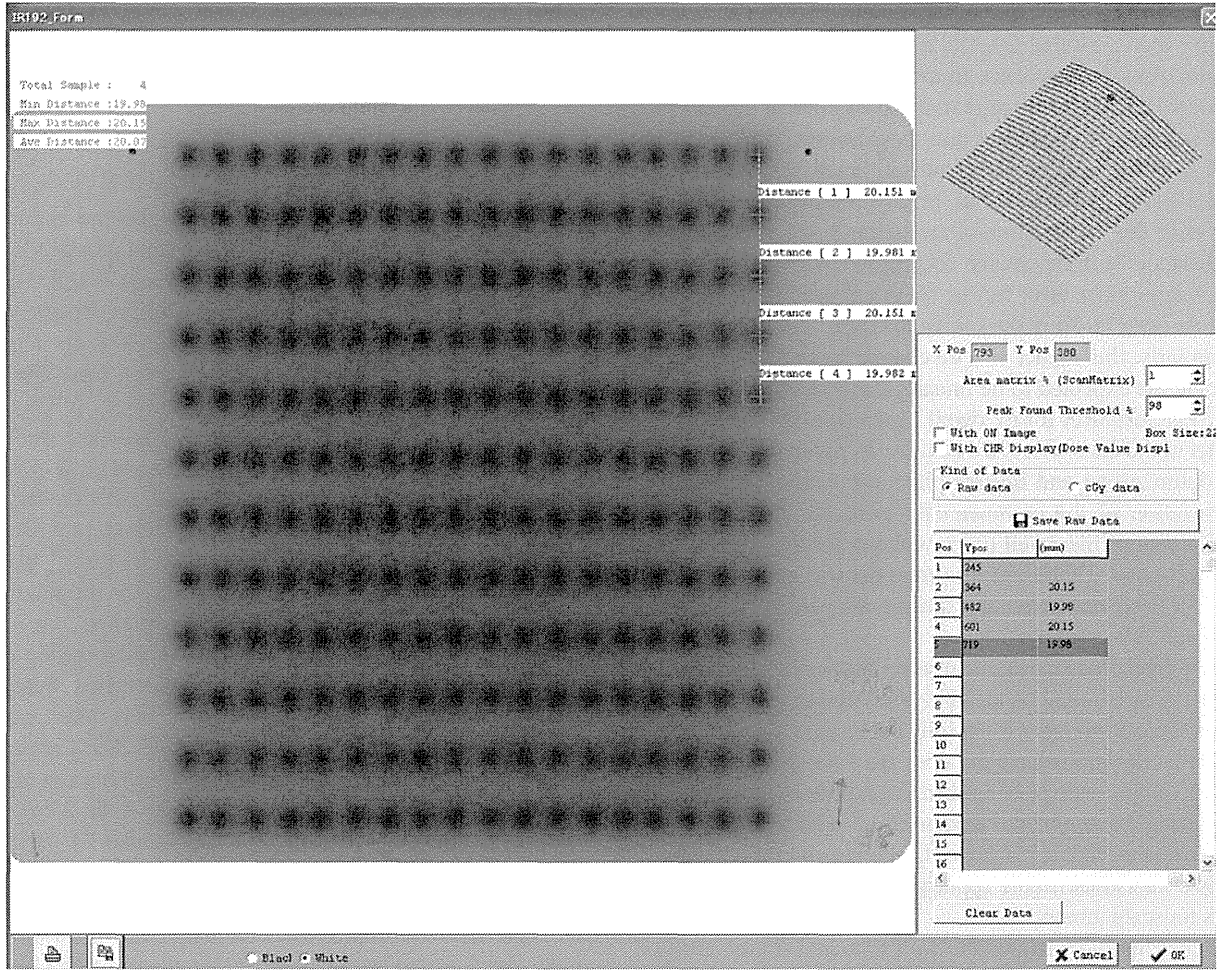 IR192_Form
Total Sample : 4
Min Distance :19.98
Max Distance :20.15
Ave Distance :20.07
Distance [ 1 ] 20.151 m
Distance [ 2 ] 19.981
Distance [ 3 ] 20.151
Distance [ 4 ] 19.982
X Pos 793 Y Pos 380
Area matrix % (ScanMatrix) 1
Peak Found Threshold % 98
With ON Image Box Size:22
With CHR Display(Dose Value Displ
Kind of Data
Raw data cGy data
Save Raw Data
Pos Ypos (mm)
1 245
2 364 20.15
3 482 19.98
4 601 20.15
5 719 19.98
6
7
8
9
10
11
12
13
14
15
16
Clear Data
Blacl White
Cancel OK